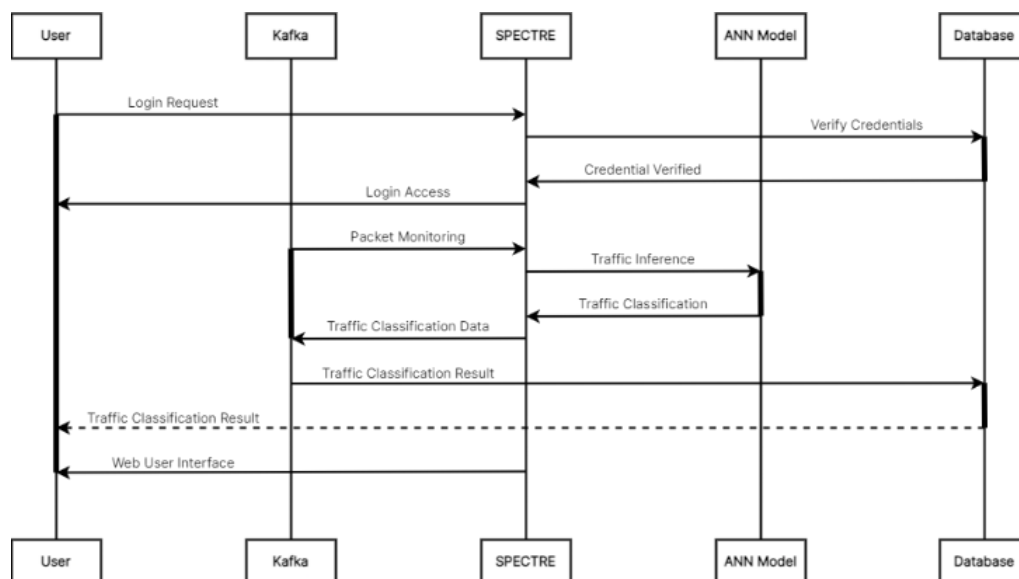 User
Kafka
SPECTRE
ANN Model
Database
Login Request
Verify Credentials
Credential Verified
Login Access
Packet Monitoring
Traffic Inference
Traffic Classification
Traffic Classification Data
Traffic Classification Result
Traffic Classification Result
Web User Interface
User
Kafka
SPECTRE
ANN Model
Database